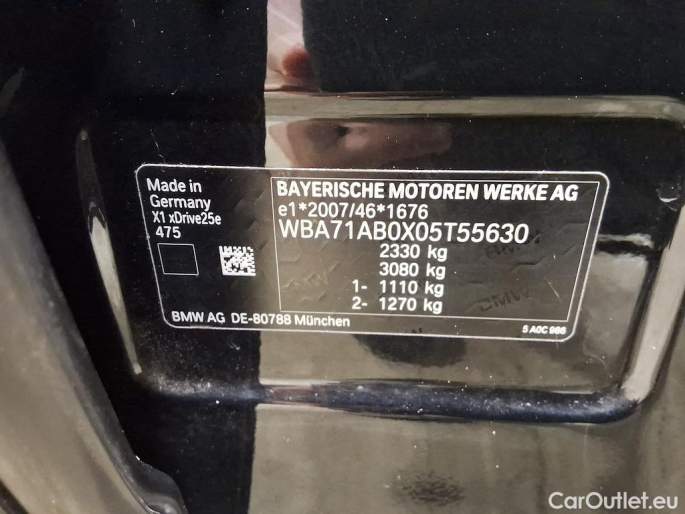 Made in
Germany
X1 xDrive25e
475
BAYERISCHE MOTOREN WERKE AG
e1*2007/46*1676
WBA71AB0X05T55630
2330 kg
3080 kg
1- 1110 kg
2- 1270 kg
BMW AG DE-80788 München
5 A0C 986
BMW
CarOutlet.eu